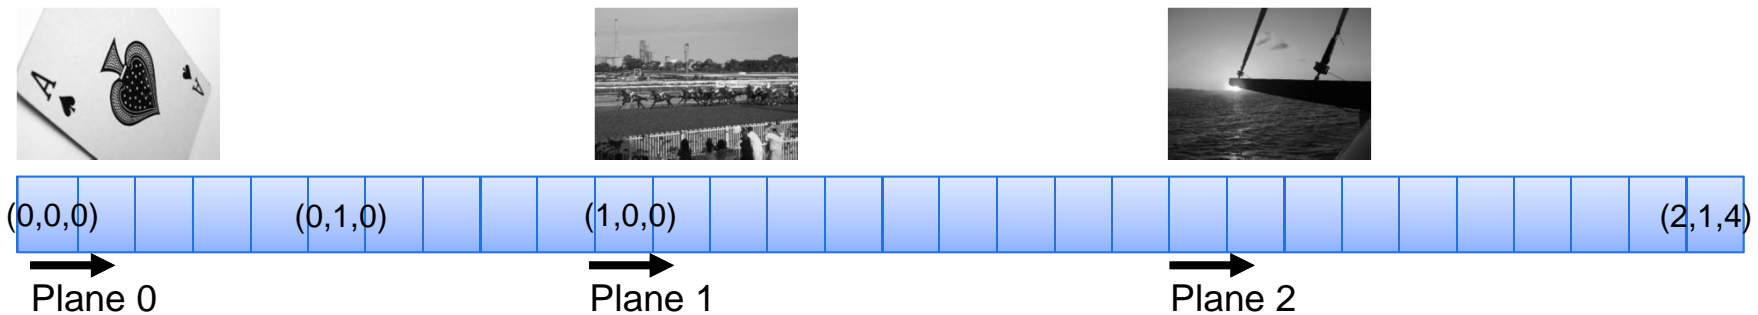 A
A
(0,0,0)
(0,1,0)
(1,0,0)
(2,1,4)
Plane 0
Plane 1
Plane 2